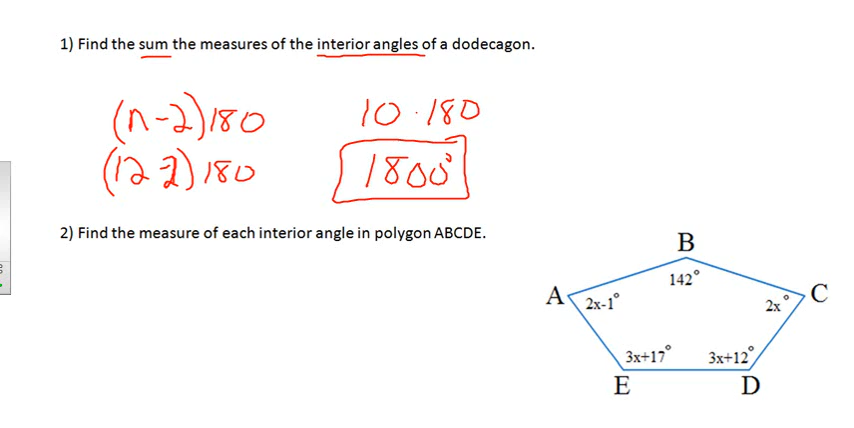 1) Find the sum the measures of the interior angles of a dodecagon.
(n-2)180
10 · 180
(12-2)180
1800°
2) Find the measure of each interior angle in polygon ABCDE.
B
142°
A
2x-1°
2x°
C
3x+17°
3x+12°
E
D